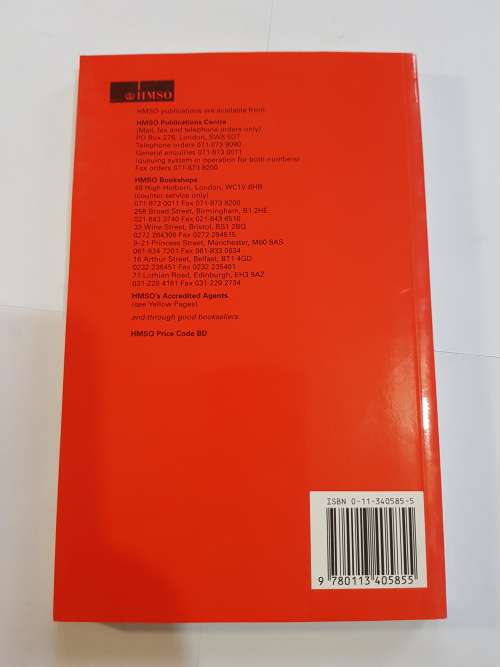 HMSO
HMSO publications are available from:
HMSO Publications Centre
(Mail, fax and telephone orders only)
PO Box 276, London, SW8 5DT
Telephone orders 071-873 9090
General enquiries 071-873 0011
(queuing system in operation for both numbers)
Fax orders 071-873 8200
HMSO Bookshops
49 High Holborn, London, WC1V 6HB
(counter service only)
071-873 0011 Fax 071-873 8200
258 Broad Street, Birmingham, B1 2HE
021-643 3740 Fax 021-643 6510
33 Wine Street, Bristol, BS1 2BQ
0272 264306 Fax 0272 294515
9–21 Princess Street, Manchester, M60 8AS
061-834 7201 Fax 061-833 0634
16 Arthur Street, Belfast, BT1 4GD
0232 238451 Fax 0232 235401
71 Lothian Road, Edinburgh, EH3 9AZ
031-228 4181 Fax 031-229 2734
HMSO's Accredited Agents
(see Yellow Pages)
and through good booksellers
HMSO Price Code BD
ISBN 0-11-340585-5
9 780113 405855